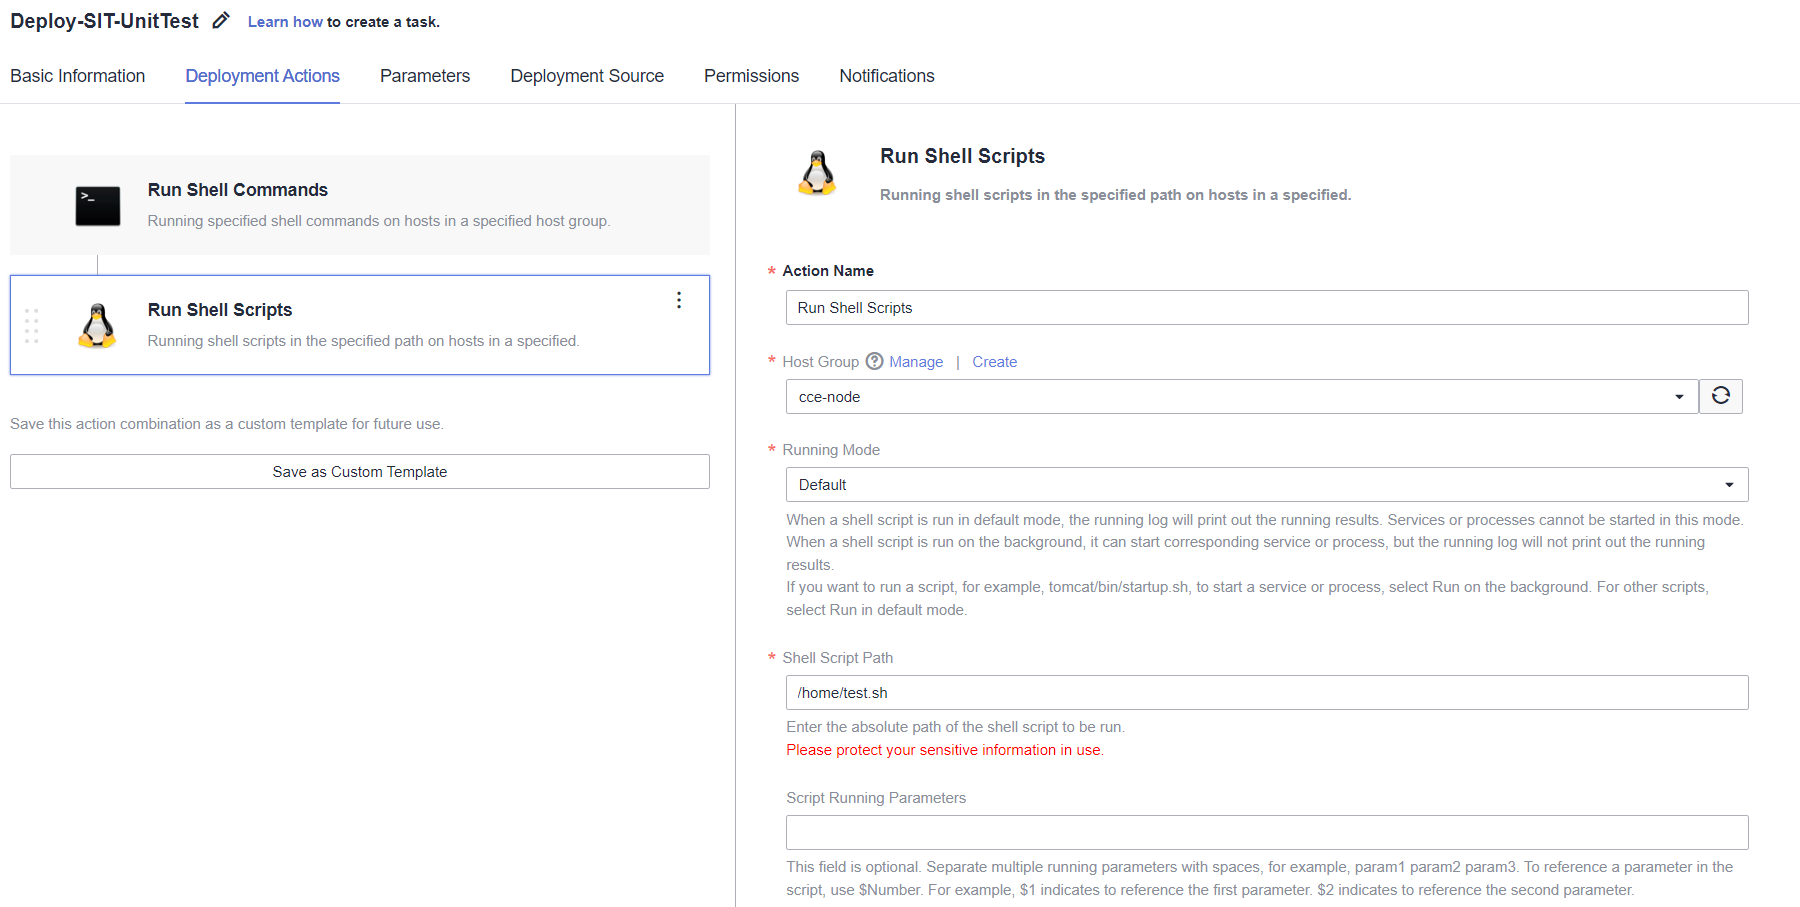 Deploy-SIT-UnitTest Learn how to create a task.
Basic Information Deployment Actions Parameters Deployment Source Permissions Notifications
>_
Run Shell Commands
Running specified shell commands on hosts in a specified host group.
Run Shell Scripts
Running shell scripts in the specified path on hosts in a specified.
Save this action combination as a custom template for future use.
Save as Custom Template
Run Shell Scripts
Running shell scripts in the specified path on hosts in a specified.
* Action Name
Run Shell Scripts
* Host Group ? Manage | Create
cce-node
* Running Mode
Default
When a shell script is run in default mode, the running log will print out the running results. Services or processes cannot be started in this mode.
When a shell script is run on the background, it can start corresponding service or process, but the running log will not print out the running
results.
If you want to run a script, for example, tomcat/bin/startup.sh, to start a service or process, select Run on the background. For other scripts,
select Run in default mode.
* Shell Script Path
/home/test.sh
Enter the absolute path of the shell script to be run.
Please protect your sensitive information in use.
Script Running Parameters
This field is optional. Separate multiple running parameters with spaces, for example, param1 param2 param3. To reference a parameter in the
script, use $Number. For example, $1 indicates to reference the first parameter. $2 indicates to reference the second parameter.